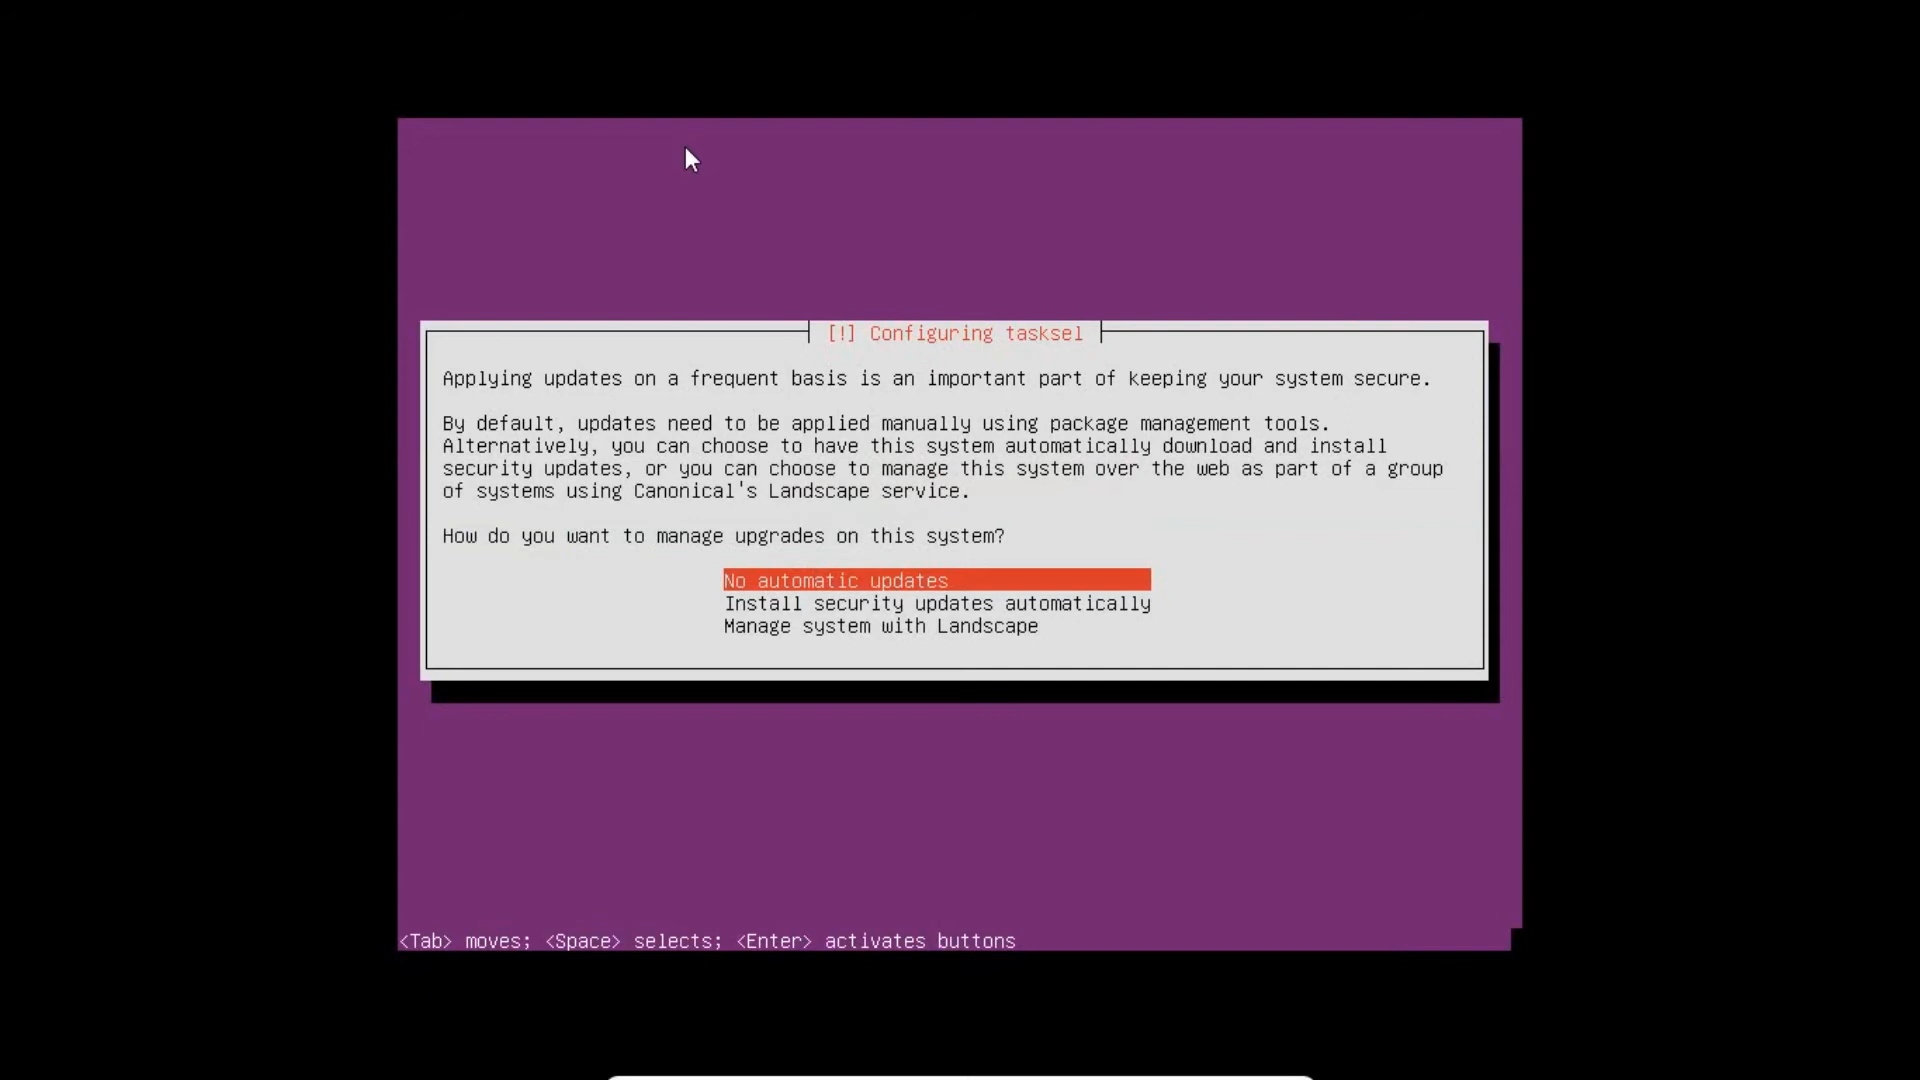 [!] Configuring tasksel
Applying updates on a frequent basis is an important part of keeping your system secure.
By default, updates need to be applied manually using package management tools.
Alternatively, you can choose to have this system automatically download and install
security updates, or you can choose to manage this system over the web as part of a group
of systems using Canonical's Landscape service.
How do you want to manage upgrades on this system?
No automatic updates
Install security updates automatically
Manage system with Landscape
<Tab> moves; <Space> selects; <Enter> activates buttons